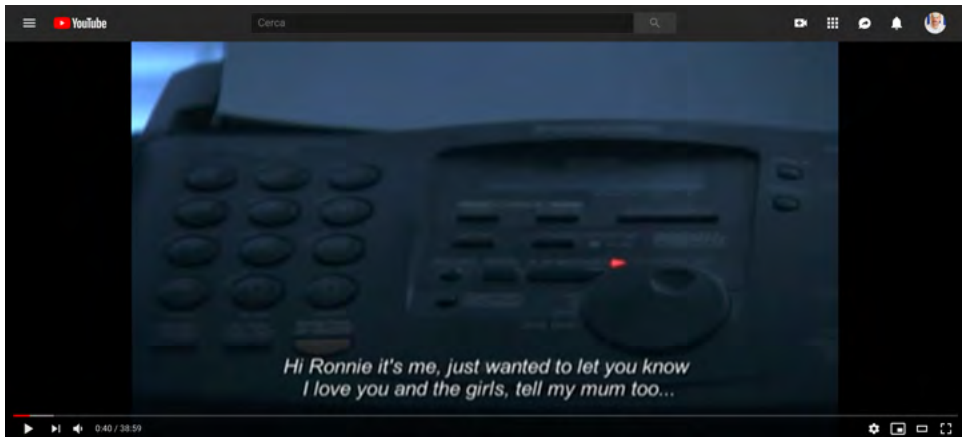 YouTube
Cerca
Hi Ronnie it's me, just wanted to let you know
I love you and the girls, tell my mum too...
0:40 / 38:59